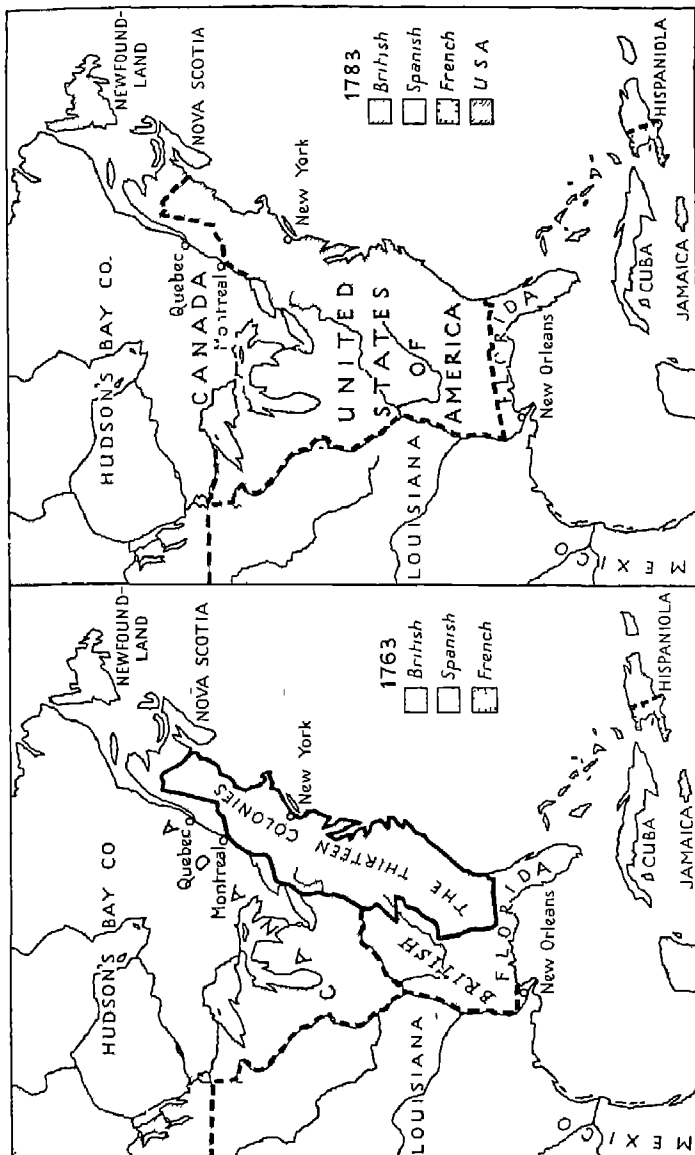 HUDSON'S BAY CO
NEWFOUND-
LAND
NOVA SCOTIA
CANADA
Quebec
Montreal
New York
THE THIRTEEN COLONIES
BRITISH
LOUISIANA
FLORIDA
New Orleans
MEXICO
CUBA
JAMAICA
HISPANIOLA
1763
British
Spanish
French
HUDSON'S BAY CO.
NEWFOUND-
LAND
NOVA SCOTIA
CANADA
Quebec
Montreal
New York
UNITED
STATES
OF
AMERICA
LOUISIANA
FLORIDA
New Orleans
MEXICO
CUBA
JAMAICA
HISPANIOLA
1783
British
Spanish
French
USA